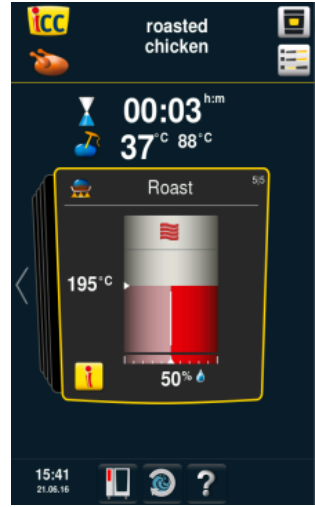 icc
roasted
chicken
00:03 h:m
37°C 88°C
Roast
5|5
195°C
i
50%
15:41
21.06.16
?